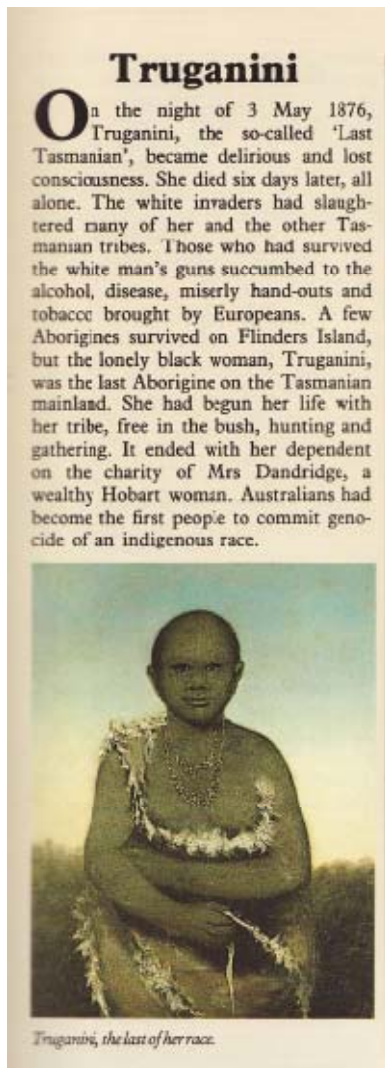 Truganini
On the night of 3 May 1876,
Truganini, the so-called 'Last
Tasmanian', became delirious and lost
consciousness. She died six days later, all
alone. The white invaders had slaugh-
tered many of her and the other Tas-
manian tribes. Those who had survived
the white man's guns succumbed to the
alcohol, disease, miserly hand-outs and
tobacco brought by Europeans. A few
Aborigines survived on Flinders Island,
but the lonely black woman, Truganini,
was the last Aborigine on the Tasmanian
mainland. She had begun her life with
her tribe, free in the bush, hunting and
gathering. It ended with her dependent
on the charity of Mrs Dandridge, a
wealthy Hobart woman. Australians had
become the first people to commit geno-
cide of an indigenous race.
Truganini, the last of her race.